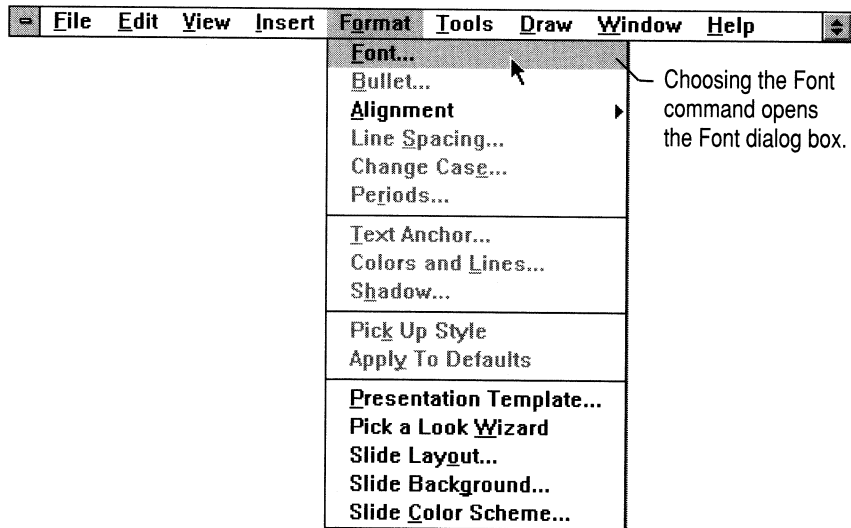 File Edit View Insert Format Tools Draw Window Help
Font...
Bullet...
Alignment
Line Spacing...
Change Case...
Periods...
Text Anchor...
Colors and Lines...
Shadow...
Pick Up Style
Apply To Defaults
Presentation Template...
Pick a Look Wizard
Slide Layout...
Slide Background...
Slide Color Scheme...
Choosing the Font
command opens
the Font dialog box.